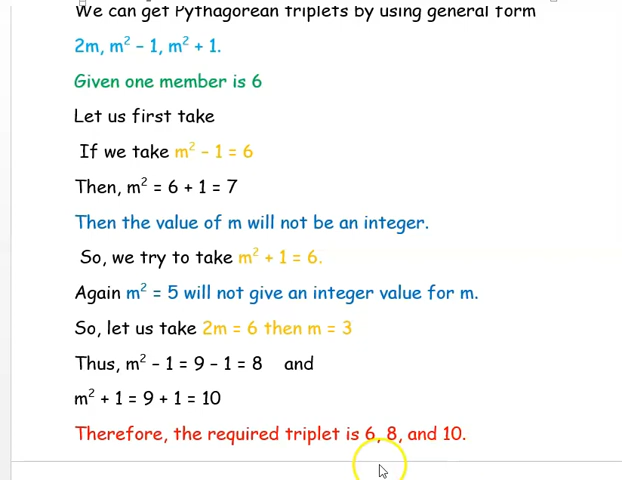 We can get Pythagorean triplets by using general form
2m, m² – 1, m² + 1.
Given one member is 6
Let us first take
If we take m² – 1 = 6
Then, m² = 6 + 1 = 7
Then the value of m will not be an integer.
So, we try to take m² + 1 = 6.
Again m² = 5 will not give an integer value for m.
So, let us take 2m = 6 then m = 3
Thus, m² – 1 = 9 – 1 = 8 and
m² + 1 = 9 + 1 = 10
Therefore, the required triplet is 6, 8, and 10.